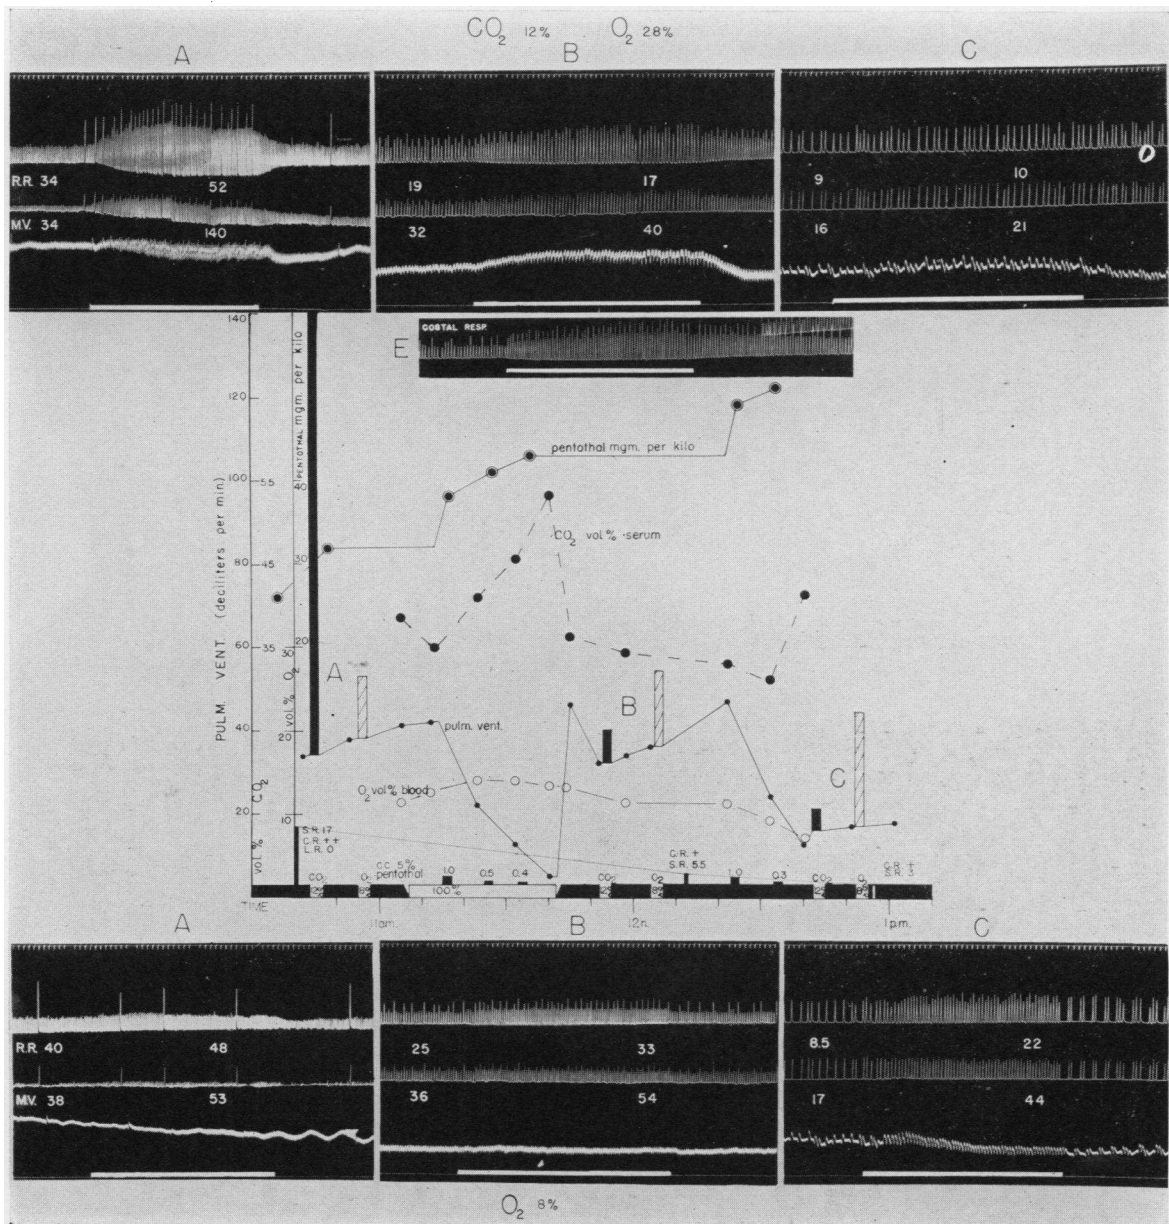 CO2 12% O2 28%
A
B
C
R.R. 34 52
M.V. 34 140
19 17
32 40
9 10
16 21
E
COSTAL RESP.
140
120
100
80
60
40
20
PULM. VENT. (deciliters per min.)
55
45
35
CO2
vol. %
PENTOTHAL mgm. per kilo
40
30
20
30
20
10
O2
vol. %
pentothal mgm. per kilo
CO2 vol % -serum
A
B
C
pulm. vent.
O2 vol % blood
S.R. 17
C.R. ++
L.R. 0
C.R. +
S.R. 5.5
C.R. +
S.R. 3
CO2
O2
C.C. 5%
pentothal
1.0
0.5
0.4
100%
CO2
O2
1.0
0.3
CO2
O2
TIME
11am.
12n.
1pm.
A
B
C
R.R. 40 48
M.V. 38 53
25 33
36 54
8.5 22
17 44
O2 8%